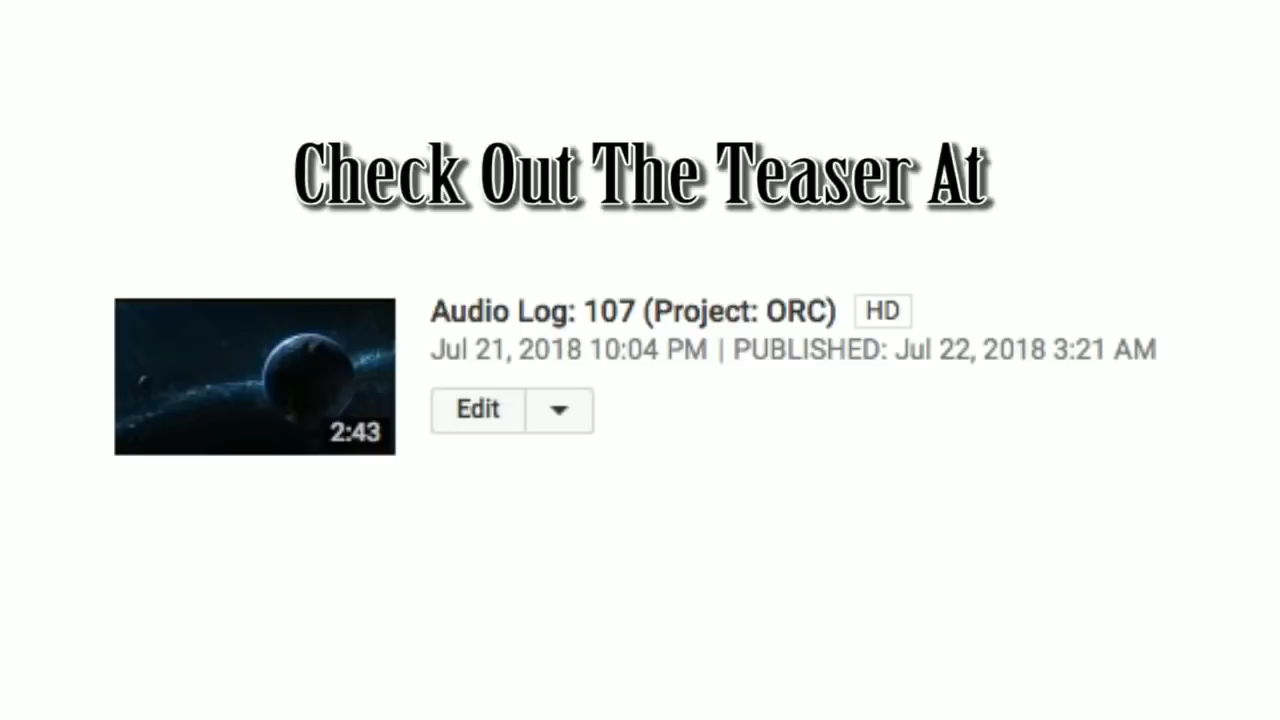 Check Out The Teaser At
Audio Log: 107 (Project: ORC) HD
Jul 21, 2018 10:04 PM | PUBLISHED: Jul 22, 2018 3:21 AM
2:43
Edit